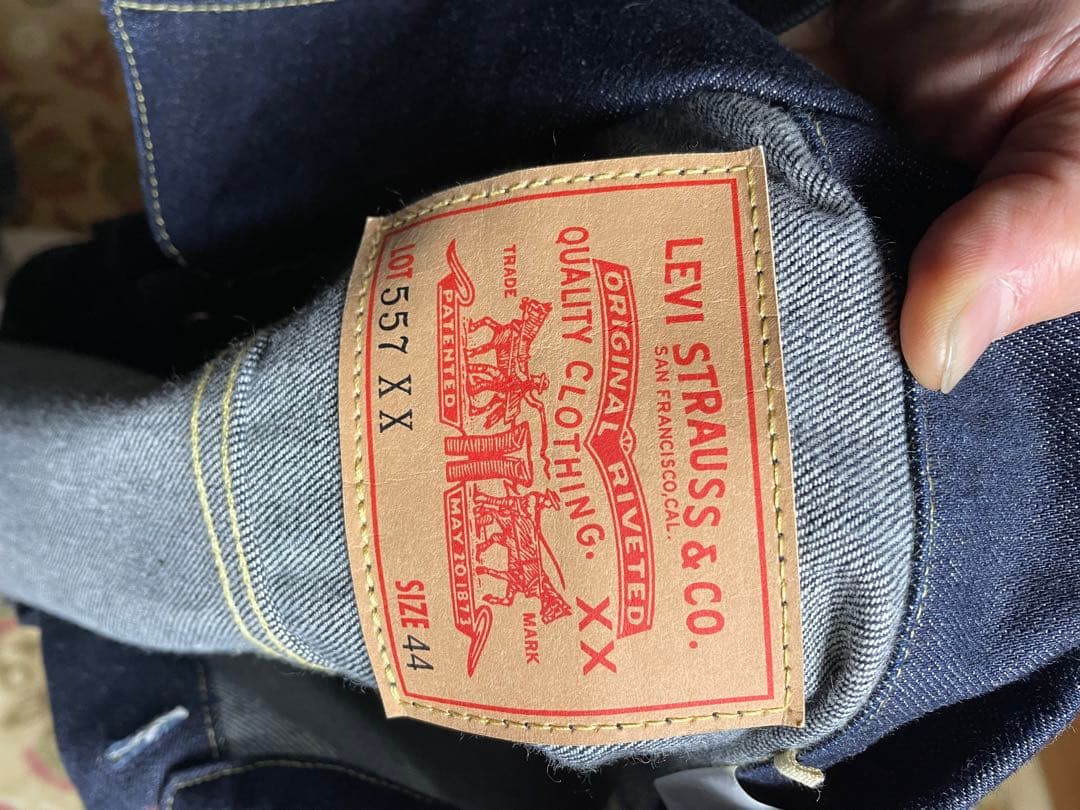 LEVI STRAUSS & CO.
SAN FRANCISCO, CAL.
ORIGINAL RIVETED
QUALITY CLOTHING. XX
TRADE MARK
PATENTED MAY 20 1873
LOT 557 XX SIZE 44